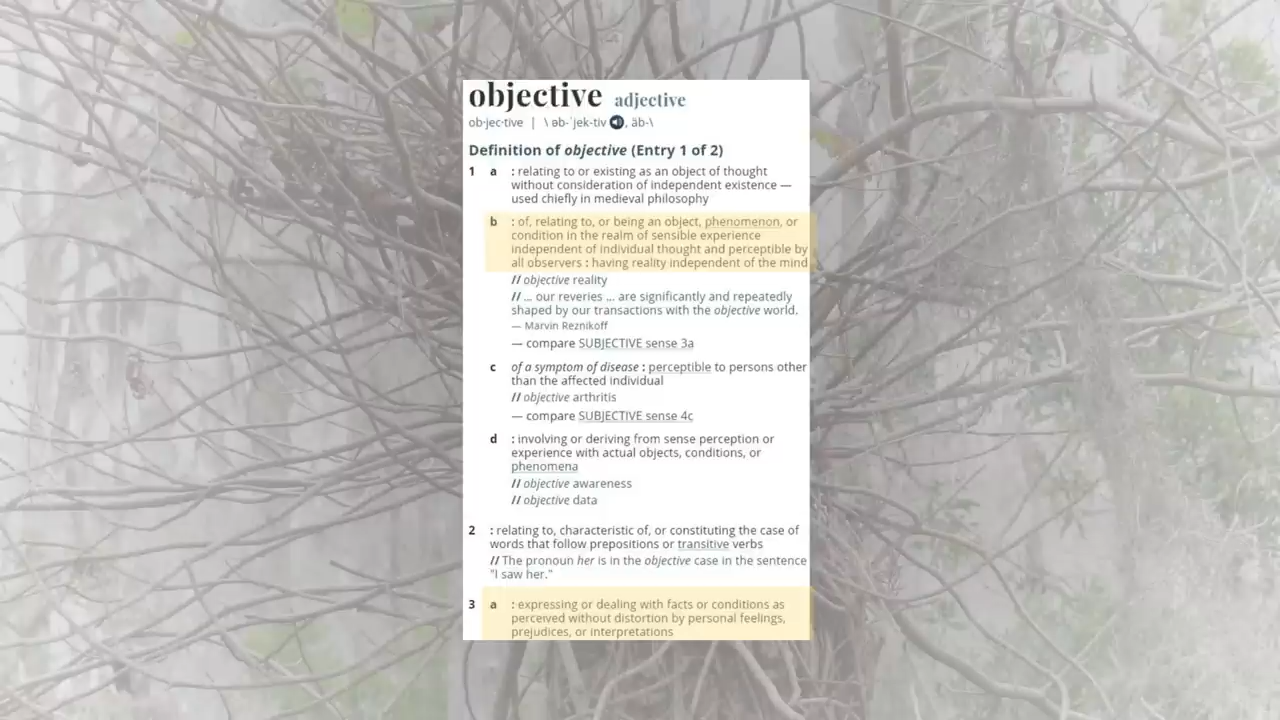 objective adjective
ob·jec·tive | \ əb-ˈjek-tiv , äb-\
Definition of objective (Entry 1 of 2)
1 a : relating to or existing as an object of thought
without consideration of independent existence —
used chiefly in medieval philosophy
b : of, relating to, or being an object, phenomenon, or
condition in the realm of sensible experience
independent of individual thought and perceptible by
all observers : having reality independent of the mind
// objective reality
// ... our reveries ... are significantly and repeatedly
shaped by our transactions with the objective world.
— Marvin Reznikoff
— compare SUBJECTIVE sense 3a
c of a symptom of disease : perceptible to persons other
than the affected individual
// objective arthritis
— compare SUBJECTIVE sense 4c
d : involving or deriving from sense perception or
experience with actual objects, conditions, or
phenomena
// objective awareness
// objective data
2 : relating to, characteristic of, or constituting the case of
words that follow prepositions or transitive verbs
// The pronoun her is in the objective case in the sentence
"I saw her."
3 a : expressing or dealing with facts or conditions as
perceived without distortion by personal feelings,
prejudices, or interpretations